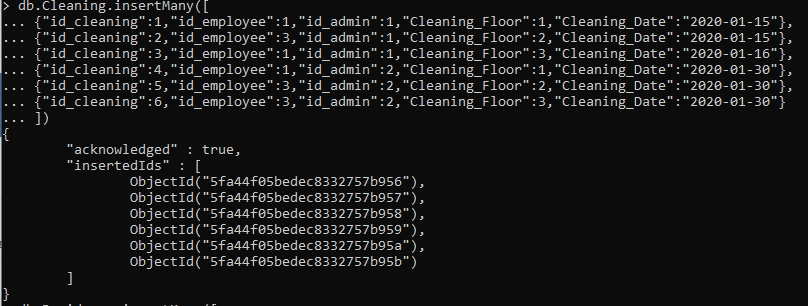 > db.Cleaning.insertMany([
... {"id_cleaning":1,"id_employee":1,"id_admin":1,"Cleaning_Floor":1,"Cleaning_Date":"2020-01-15"},
... {"id_cleaning":2,"id_employee":3,"id_admin":1,"Cleaning_Floor":2,"Cleaning_Date":"2020-01-15"},
... {"id_cleaning":3,"id_employee":1,"id_admin":1,"Cleaning_Floor":3,"Cleaning_Date":"2020-01-16"},
... {"id_cleaning":4,"id_employee":1,"id_admin":2,"Cleaning_Floor":1,"Cleaning_Date":"2020-01-30"},
... {"id_cleaning":5,"id_employee":3,"id_admin":2,"Cleaning_Floor":2,"Cleaning_Date":"2020-01-30"},
... {"id_cleaning":6,"id_employee":3,"id_admin":2,"Cleaning_Floor":3,"Cleaning_Date":"2020-01-30"}
... ])
{
"acknowledged" : true,
"insertedIds" : [
ObjectId("5fa44f05bedec8332757b956"),
ObjectId("5fa44f05bedec8332757b957"),
ObjectId("5fa44f05bedec8332757b958"),
ObjectId("5fa44f05bedec8332757b959"),
ObjectId("5fa44f05bedec8332757b95a"),
ObjectId("5fa44f05bedec8332757b95b")
]
}